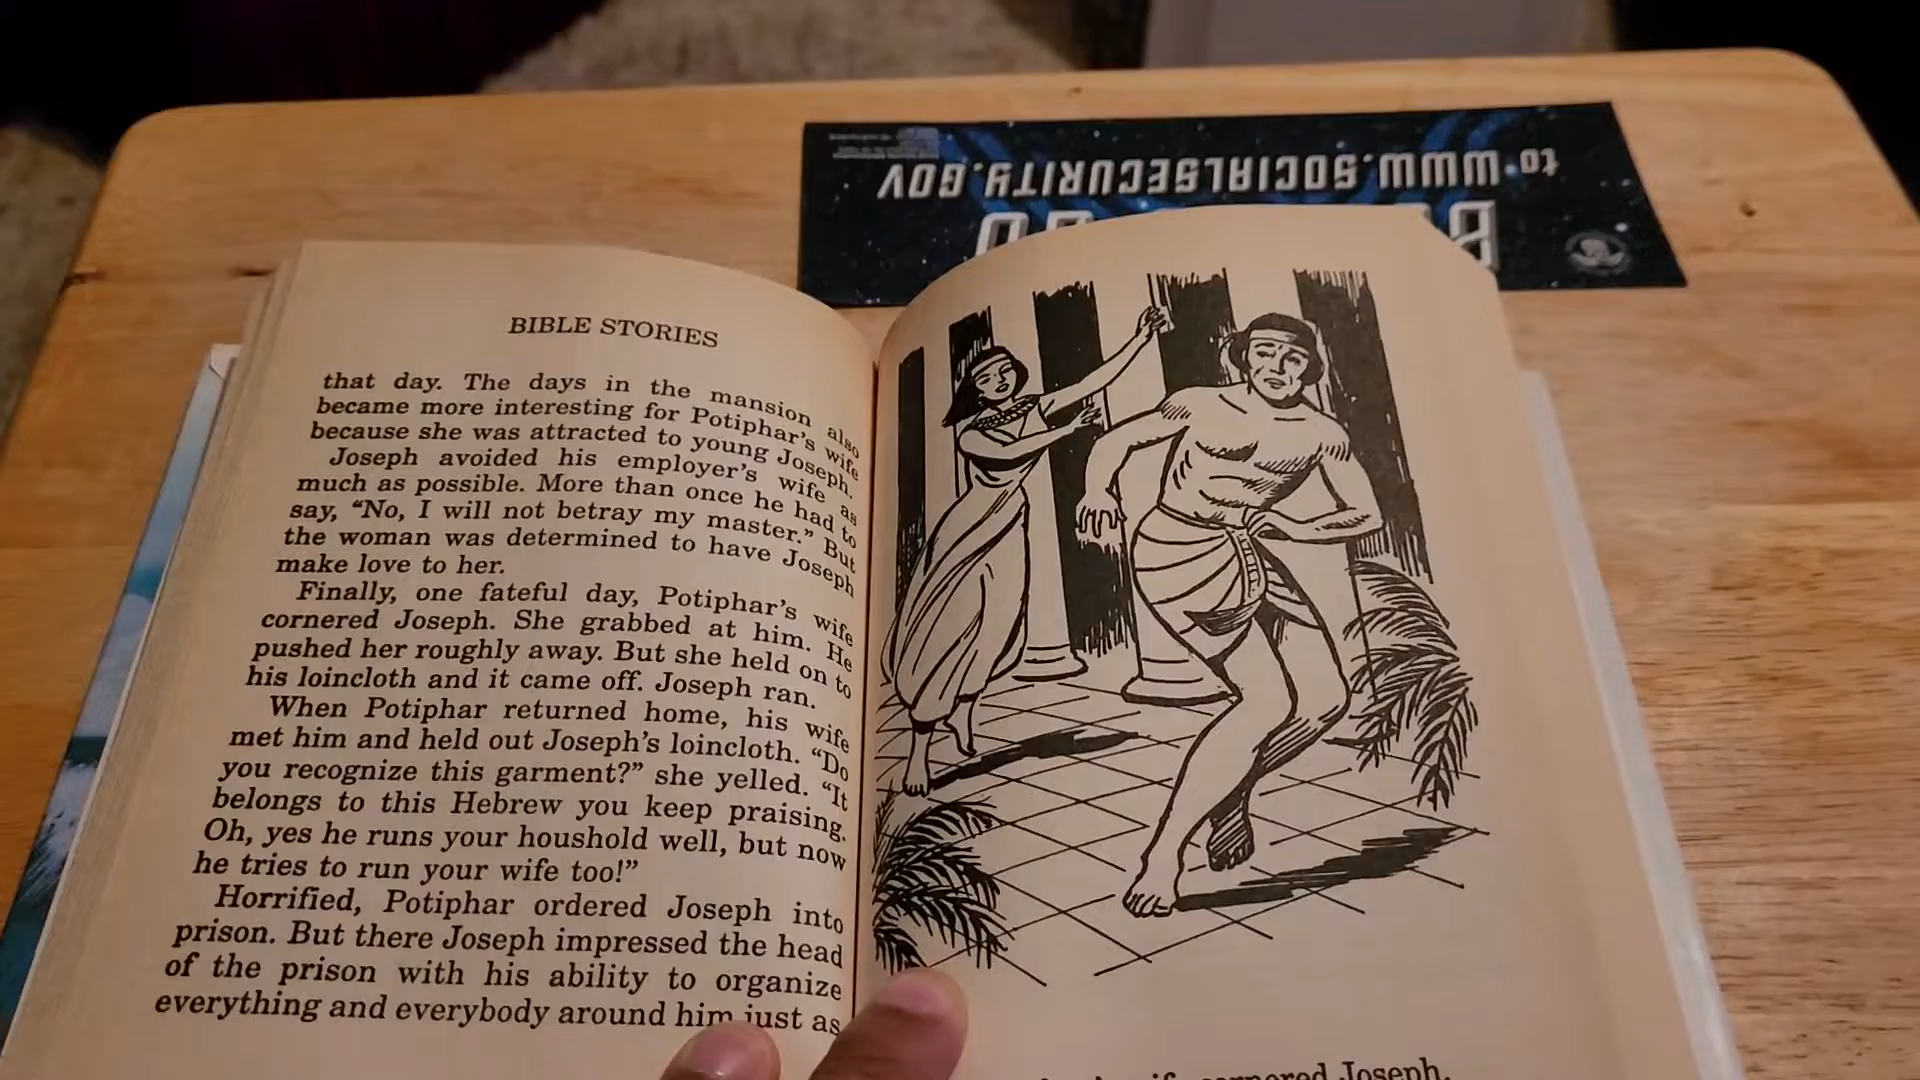 to www.socialsecurity.gov
BIBLE STORIES
that day. The days in the mansion also
became more interesting for Potiphar's wife
because she was attracted to young Joseph.
Joseph avoided his employer's wife as
much as possible. More than once he had to
say, “No, I will not betray my master.” But
the woman was determined to have Joseph
make love to her.
Finally, one fateful day, Potiphar's wife
cornered Joseph. She grabbed at him. He
pushed her roughly away. But she held on to
his loincloth and it came off. Joseph ran.
When Potiphar returned home, his wife
met him and held out Joseph's loincloth. “Do
you recognize this garment?” she yelled. “It
belongs to this Hebrew you keep praising.
Oh, yes he runs your houshold well, but now
he tries to run your wife too!”
Horrified, Potiphar ordered Joseph into
prison. But there Joseph impressed the head
of the prison with his ability to organize
everything and everybody around him just as
cornered Joseph.